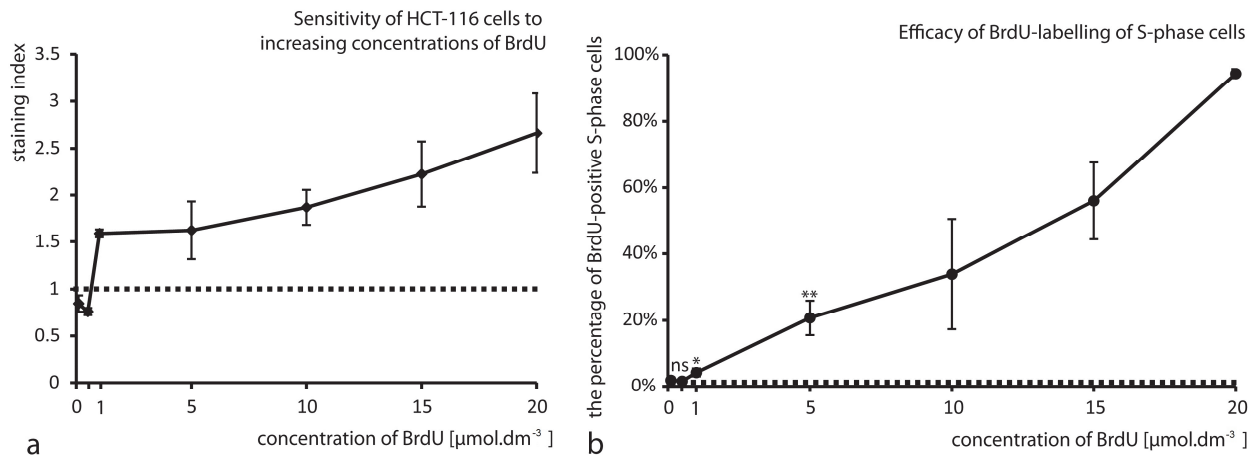 Sensitivity of HCT-116 cells to
increasing concentrations of BrdU
staining index
3.5
3
2.5
2
1.5
1
0.5
0
0 1 5 10 15 20
concentration of BrdU [µmol.dm⁻³ ]
a
Efficacy of BrdU-labelling of S-phase cells
the percentage of BrdU-positive S-phase cells
100%
80%
60%
40%
20%
0%
**
ns *
0 1 5 10 15 20
concentration of BrdU [µmol.dm⁻³ ]
b